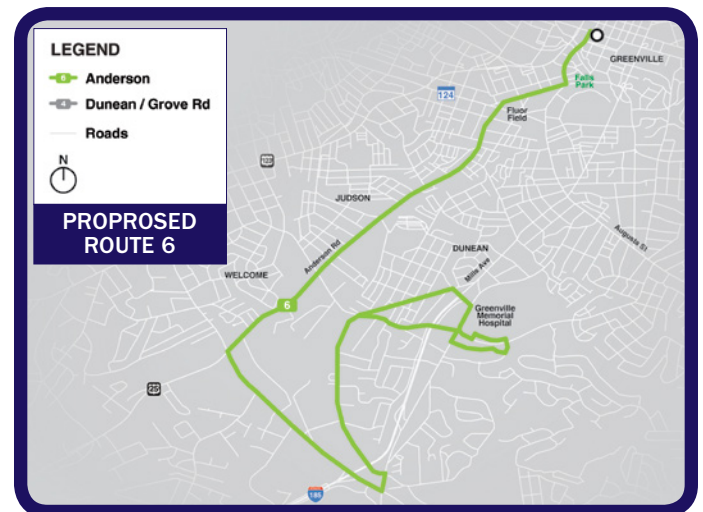 LEGEND
6 Anderson
4 Dunean / Grove Rd
Roads
N
PROPROSED
ROUTE 6
GREENVILLE
Falls
Park
124
Fluor
Field
123
JUDSON
Augusta St
Anderson Rd
DUNEAN
Mills Ave
WELCOME
6
Greenville
Memorial
Hospital
25
185